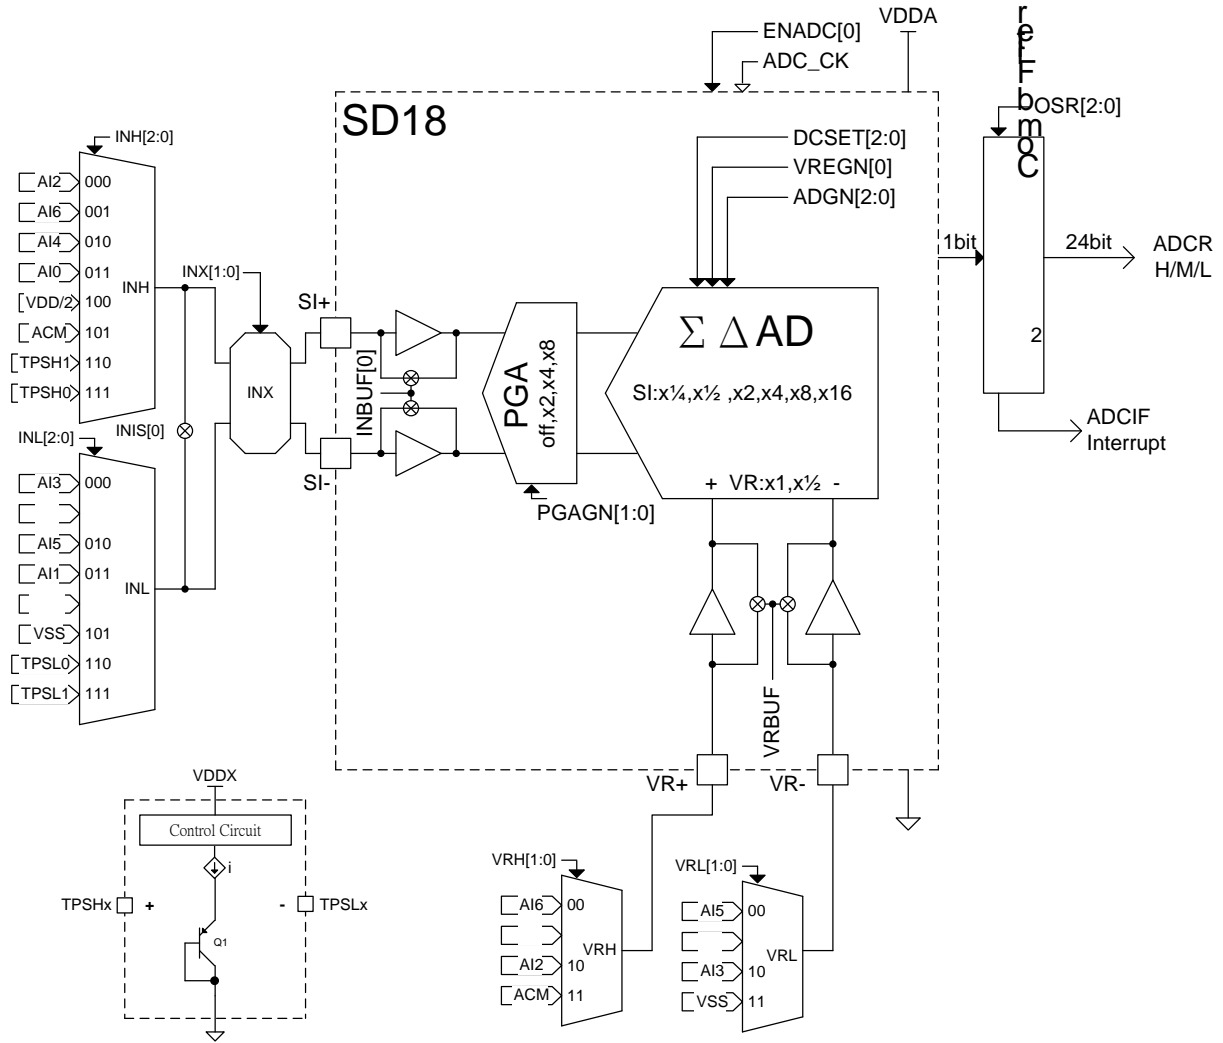 ENADC[0]
VDDA
ADC_CK
SD18
OSR[2:0]
INH[2:0]
DCSET[2:0]
VREGN[0]
ADGN[2:0]
AI2 000
AI6 001
AI4 010
AI0 011
VDD/2 100
ACM 101
TPSH1 110
TPSH0 111
INH
INX[1:0]
SI+
INX
INIS[0]
SI-
INBUF[0]
PGA
off,x2,x4,x8
PGAGN[1:0]
Σ Δ AD
SI:x¼,x½ ,x2,x4,x8,x16
+ VR:x1,x½ -
1bit
Comb Filter
2
24bit
ADCR
H/M/L
ADCIF
Interrupt
INL[2:0]
AI3 000
AI5 010
AI1 011
VSS 101
TPSL0 110
TPSL1 111
INL
VRBUF
VR+
VR-
VDDX
Control Circuit
i
TPSHx
+
-
TPSLx
Q1
VRH[1:0]
AI6 00
AI2 10
ACM 11
VRH
VRL[1:0]
AI5 00
AI3 10
VSS 11
VRL